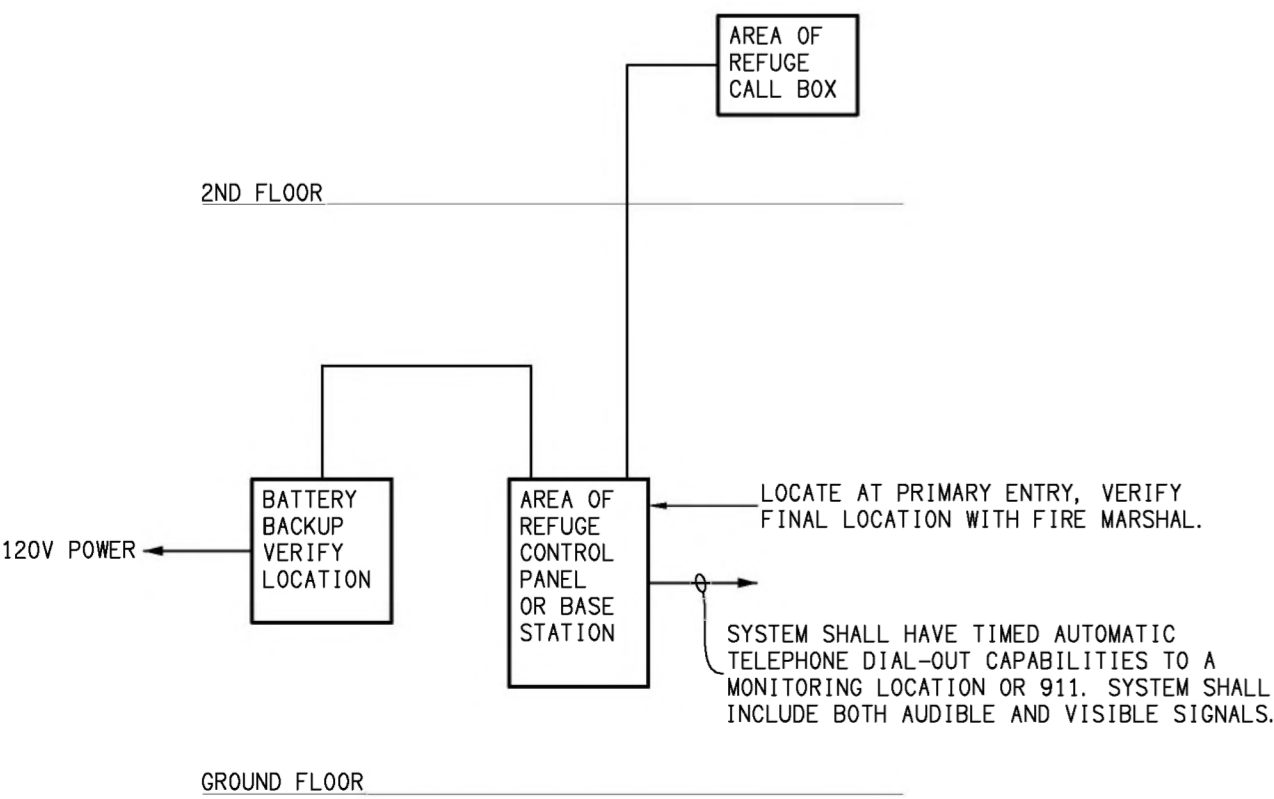 AREA OF
REFUGE
CALL BOX
2ND FLOOR
BATTERY
BACKUP
VERIFY
LOCATION
120V POWER
AREA OF
REFUGE
CONTROL
PANEL
OR BASE
STATION
LOCATE AT PRIMARY ENTRY, VERIFY
FINAL LOCATION WITH FIRE MARSHAL.
SYSTEM SHALL HAVE TIMED AUTOMATIC
TELEPHONE DIAL-OUT CAPABILITIES TO A
MONITORING LOCATION OR 911. SYSTEM SHALL
INCLUDE BOTH AUDIBLE AND VISIBLE SIGNALS.
GROUND FLOOR